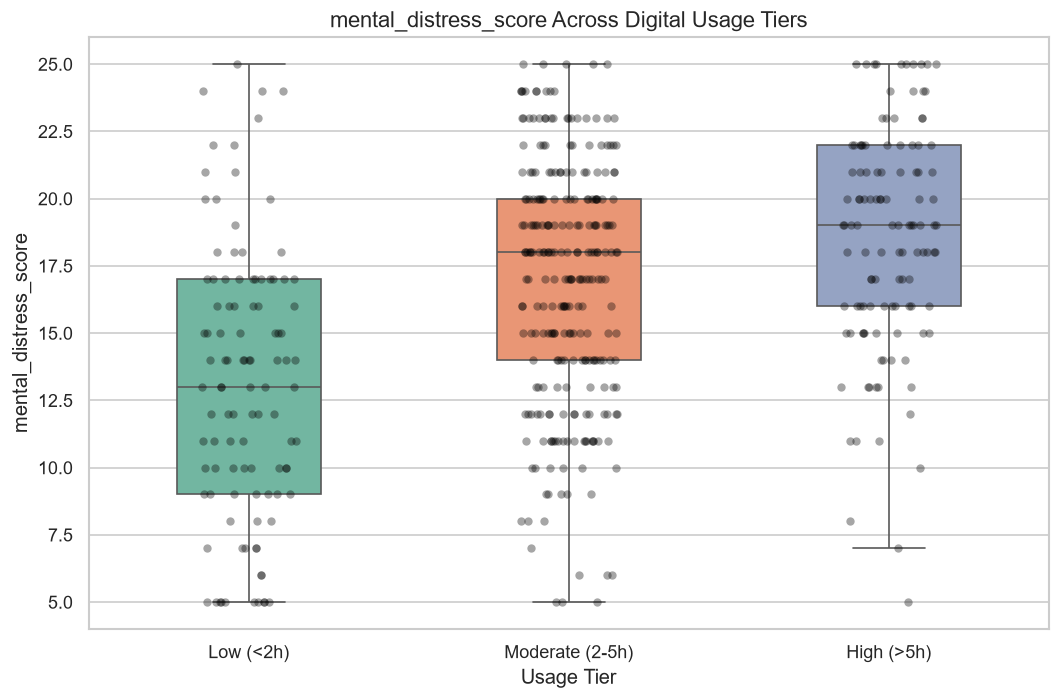 mental_distress_score Across Digital Usage Tiers
mental_distress_score
25.0
22.5
20.0
17.5
15.0
12.5
10.0
7.5
5.0
Low (<2h)
Moderate (2-5h)
High (>5h)
Usage Tier